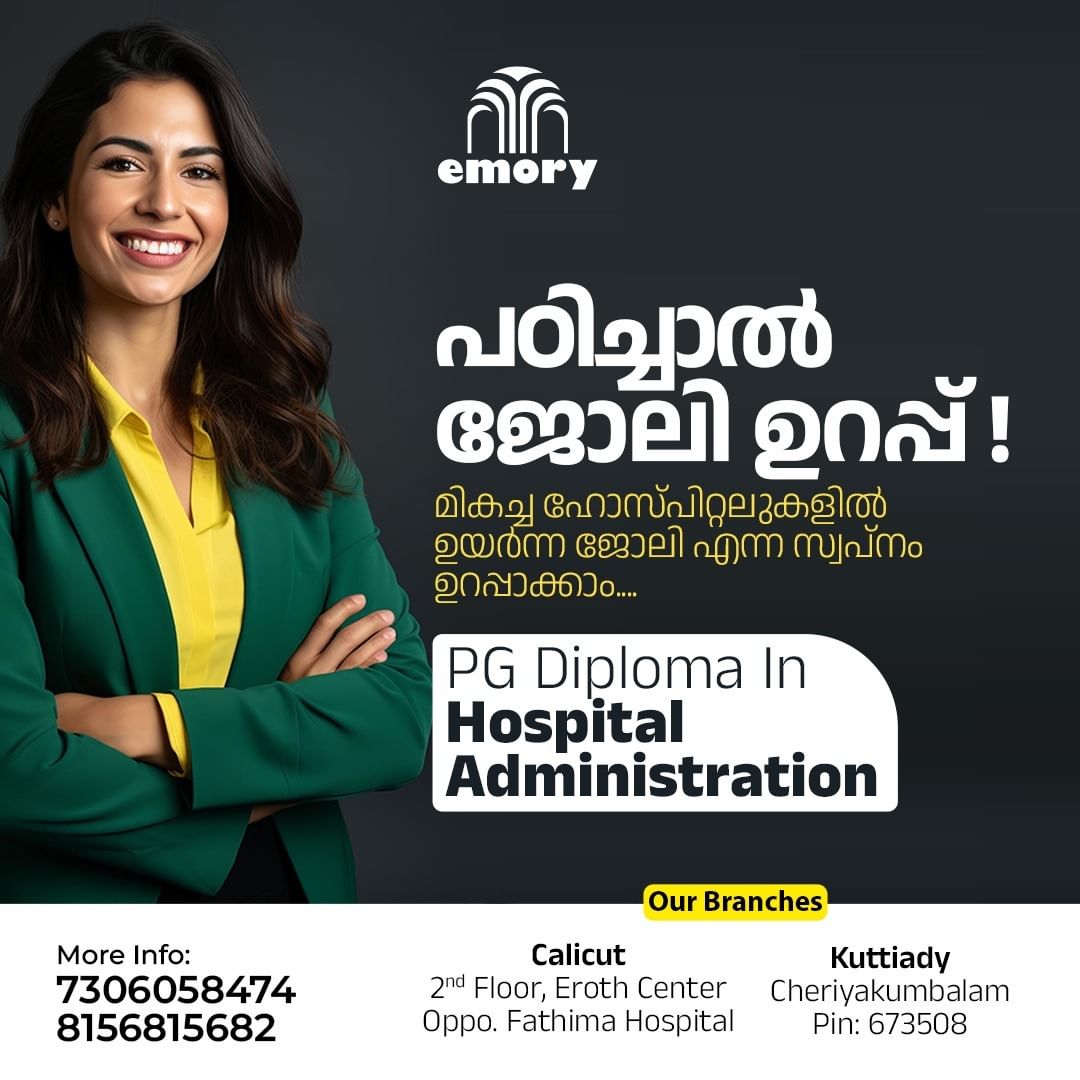 emory
പഠിച്ചാൽ
ജോലി ഉറപ്പ് !
മികച്ച ഹോസ്പിറ്റലുകളിൽ
ഉയർന്ന ജോലി എന്ന സ്വപ്നം
ഉറപ്പാക്കാം....
PG Diploma In
Hospital
Administration
Our Branches
More Info:
7306058474
8156815682
Calicut
2nd Floor, Eroth Center
Oppo. Fathima Hospital
Kuttiady
Cheriyakumbalam
Pin: 673508